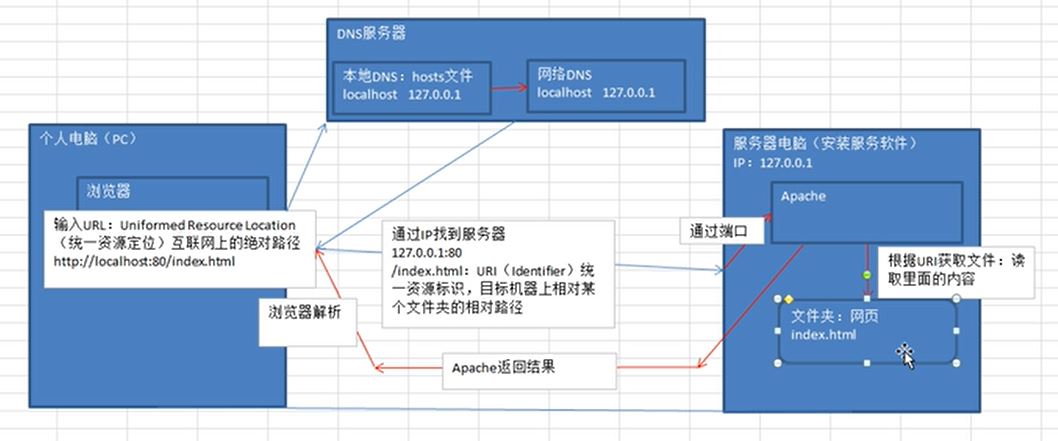 DNS服务器
本地DNS：hosts文件
localhost 127.0.0.1
网络DNS
localhost 127.0.0.1
个人电脑（PC）
浏览器
输入URL：Uniformed Resource Location
（统一资源定位）互联网上的绝对路径
http://localhost:80/index.html
浏览器解析
通过IP找到服务器
127.0.0.1:80
/index.html：URI（Identifier）统
一资源标识，目标机器上相对某
个文件夹的相对路径
Apache返回结果
服务器电脑（安装服务软件）
IP：127.0.0.1
Apache
通过端口
根据URI获取文件：读
取里面的内容
文件夹：网页
index.html